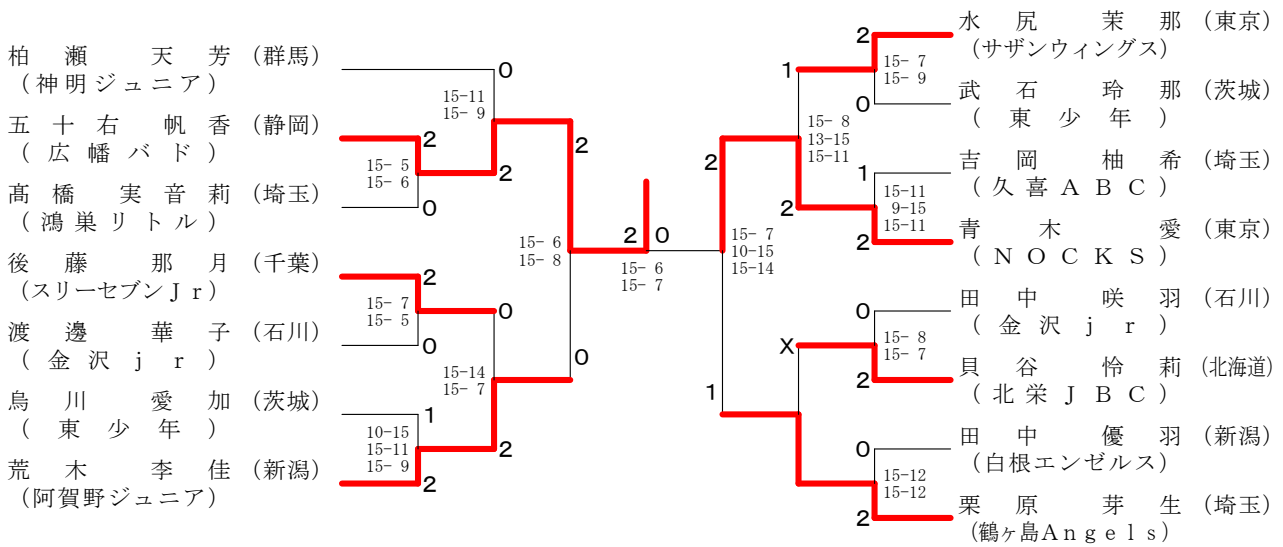 柏瀬 天芳 (群馬)
(神明ジュニア)
五十右 帆香 (静岡)
(広幡バド)
髙橋 実音莉 (埼玉)
(鴻巣リトル)
後藤 那月 (千葉)
(スリーセブンJr)
渡邊 華子 (石川)
(金沢jr)
烏川 愛加 (茨城)
(東少年)
荒木 李佳 (新潟)
(阿賀野ジュニア)
2
15- 5
15- 6
0
2
15- 7
15- 5
0
1
10-15
15-11
15- 9
2
0
15-11
15- 9
2
0
15-14
15- 7
2
2
15- 6
15- 8
0
2 0
15- 6
15- 7
2
15- 7
10-15
15-14
1
1
15- 8
13-15
15-11
2
X
2
15- 7
15- 9
0
1
15-11
9-15
15-11
2
0
15- 8
15- 7
2
0
15-12
15-12
2
水尻 茉那 (東京)
(サザンウィングス)
武石 玲那 (茨城)
(東少年)
吉岡 柚希 (埼玉)
(久喜ABC)
青木 愛 (東京)
(NOCKS)
田中 咲羽 (石川)
(金沢jr)
貝谷 怜莉 (北海道)
(北栄JBC)
田中 優羽 (新潟)
(白根エンゼルス)
栗原 芽生 (埼玉)
(鶴ヶ島Angels)